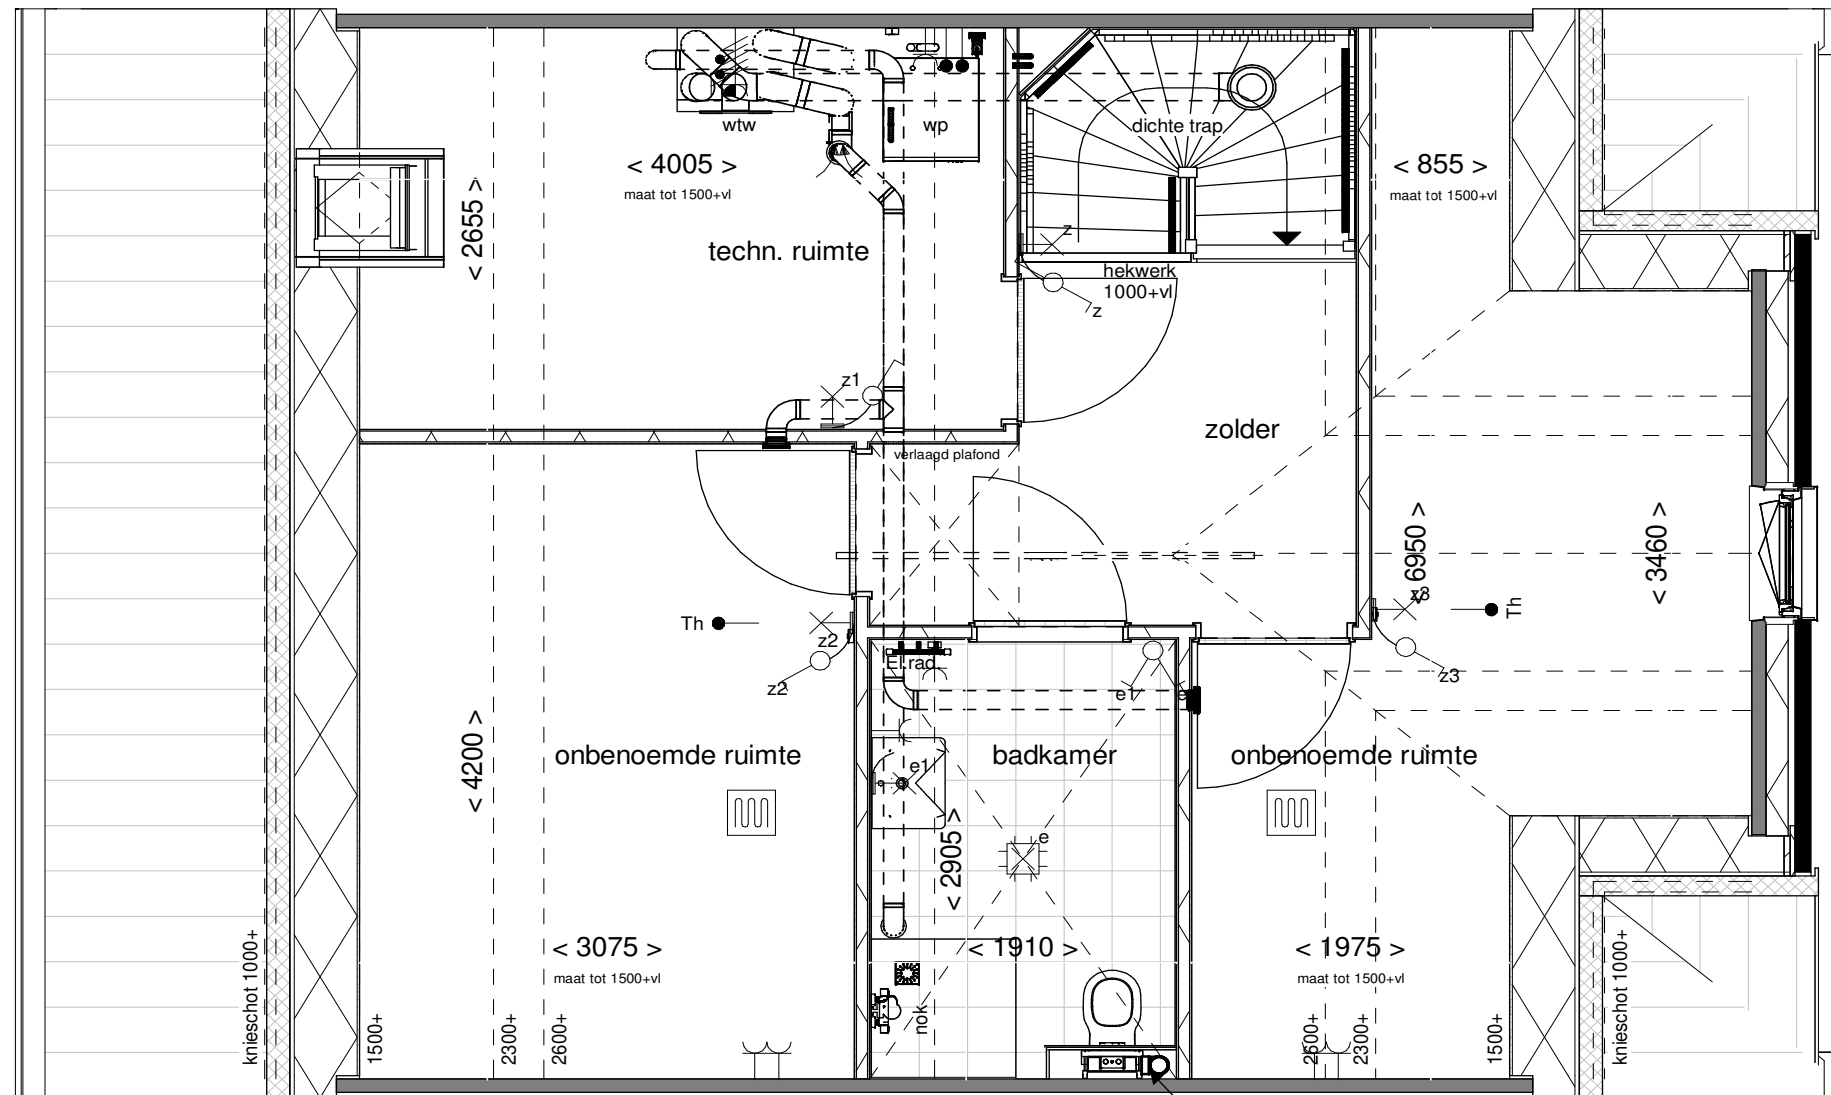 wtw
wp
dichte trap
< 4005 >
maat tot 1500+vl
< 855 >
maat tot 1500+vl
< 2655 >
techn. ruimte
z
hekwerk
1000+vl
z
z1
zolder
verlaagd plafond
< 6950 >
< 3460 >
z3
Th
Th
z2
z2
El.rad.
e1
e
z3
< 4200 >
onbenoemde ruimte
badkamer
onbenoemde ruimte
e1
< 2905 >
e
knieschot 1000+
< 3075 >
maat tot 1500+vl
< 1910 >
< 1975 >
maat tot 1500+vl
knieschot 1000+
1500+
2300+
2600+
nok
2600+
2300+
1500+